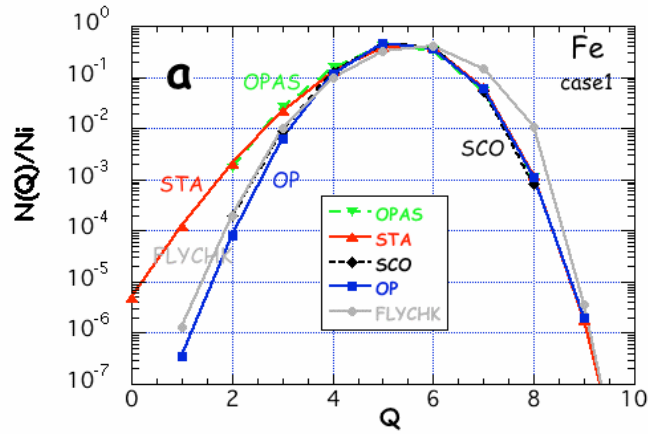 a
Fe
case1
OPAS
STA
OP
SCO
FLYCHK
OPAS
STA
SCO
OP
FLYCHK
N(Q)/Ni
10^0
10^-1
10^-2
10^-3
10^-4
10^-5
10^-6
10^-7
0 2 4 6 8 10
Q